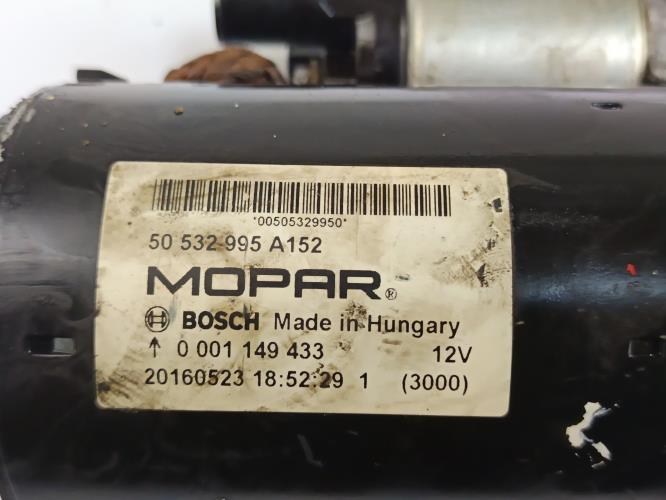 *00505329950*
50 532 995 A152
MOPAR®
BOSCH Made in Hungary
↑ 0 001 149 433 12V
20160523 18:52:29 1 (3000)